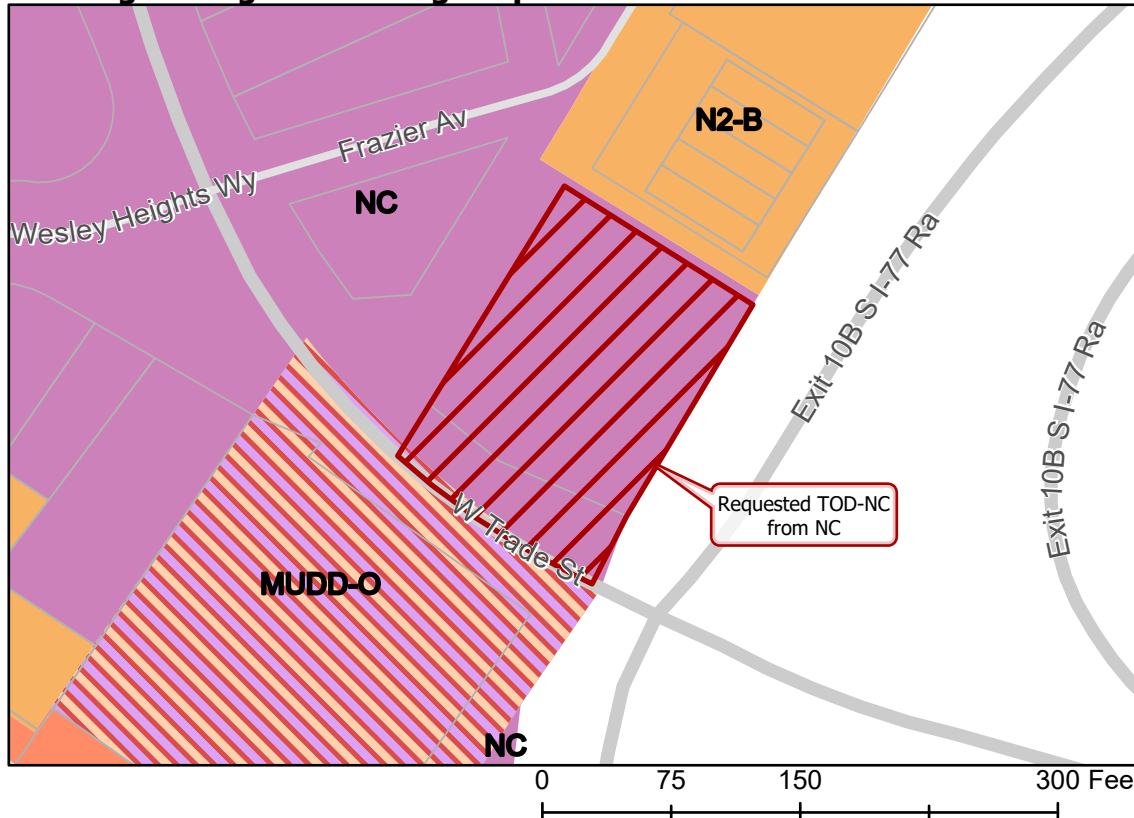 N2-B
Frazier Av
NC
Wesley Heights Wy
Exit 10B S I-77 Ra
Exit 10B S I-77 Ra
Requested TOD-NC
from NC
W Trade St
MUDD-O
NC
0 75 150 300 Fee